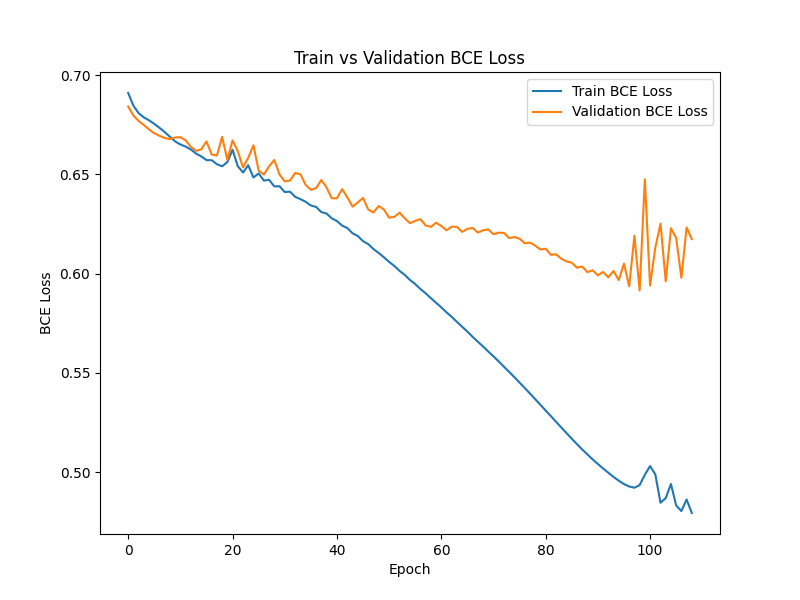 Train vs Validation BCE Loss
Train BCE Loss
Validation BCE Loss
0.70
0.65
0.60
0.55
0.50
BCE Loss
0 20 40 60 80 100
Epoch